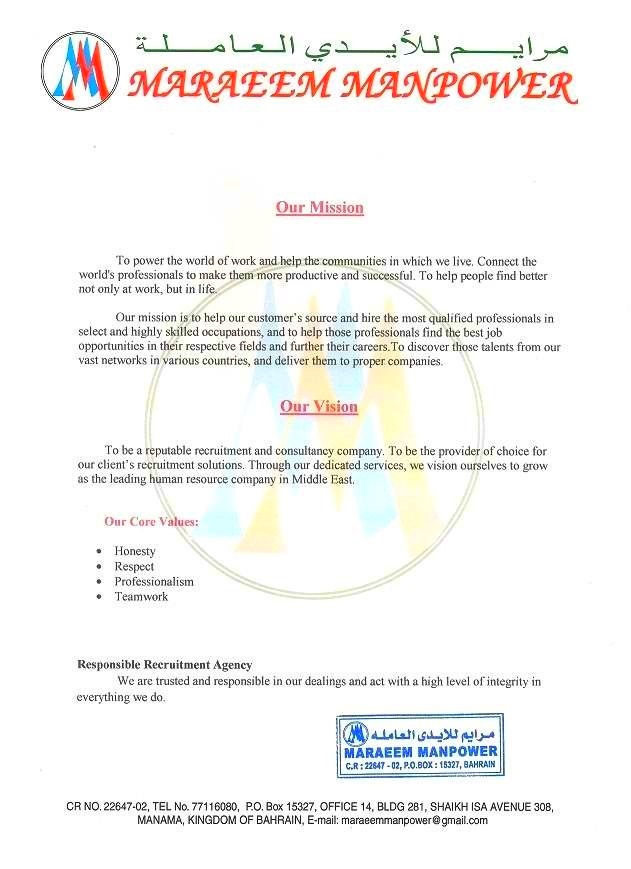 مرايم للأيدي العاملة
MARAEEM MANPOWER
Our Mission
To power the world of work and help the communities in which we live. Connect the
world's professionals to make them more productive and successful. To help people find better
not only at work, but in life.
Our mission is to help our customer's source and hire the most qualified professionals in
select and highly skilled occupations, and to help those professionals find the best job
opportunities in their respective fields and further their careers.To discover those talents from our
vast networks in various countries, and deliver them to proper companies.
Our Vision
To be a reputable recruitment and consultancy company. To be the provider of choice for
our client's recruitment solutions. Through our dedicated services, we vision ourselves to grow
as the leading human resource company in Middle East.
Our Core Values:
• Honesty
• Respect
• Professionalism
• Teamwork
Responsible Recruitment Agency
We are trusted and responsible in our dealings and act with a high level of integrity in
everything we do.
مرايم للايدى العامله
MARAEEM MANPOWER
C.R : 22647 - 02, P.O.BOX : 15327, BAHRAIN
CR NO. 22647-02, TEL No. 77116080, P.O. Box 15327, OFFICE 14, BLDG 281, SHAIKH ISA AVENUE 308,
MANAMA, KINGDOM OF BAHRAIN, E-mail: maraeemmanpower@gmail.com